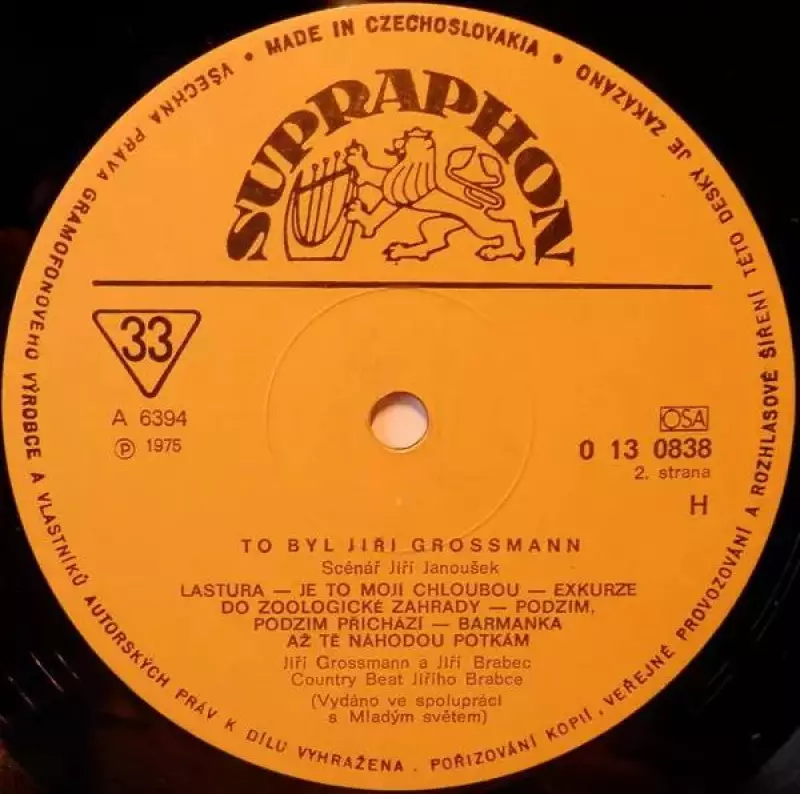 MADE IN CZECHOSLOVAKIA • VŠECHNA PRÁVA GRAMOFONOVÉHO VÝROBCE A VLASTNÍKŮ AUTORSKÝCH PRÁV K DÍLU VYHRAŽENA. POŘIZOVÁNÍ KOPIÍ, VEŘEJNÉ PROVOZOVÁNÍ A ROZHLASOVÉ ŠÍŘENÍ TÉTO DESKY JE ZAKÁZÁNO •
SUPRAPHON
33
A 6394
℗ 1975
OSA
0 13 0838
2. strana
H
TO BYL JIŘÍ GROSSMANN
Scénář Jiří Janoušek
LASTURA — JE TO MOJÍ CHLOUBOU — EXKURZE
DO ZOOLOGICKÉ ZAHRADY — PODZIM,
PODZIM PŘICHÁZÍ — BARMANKA
AŽ TĚ NÁHODOU POTKÁM
Jiří Grossmann a Jiří Brabec
Country Beat Jiřího Brabce
(Vydáno ve spolupráci
s Mladým světem)